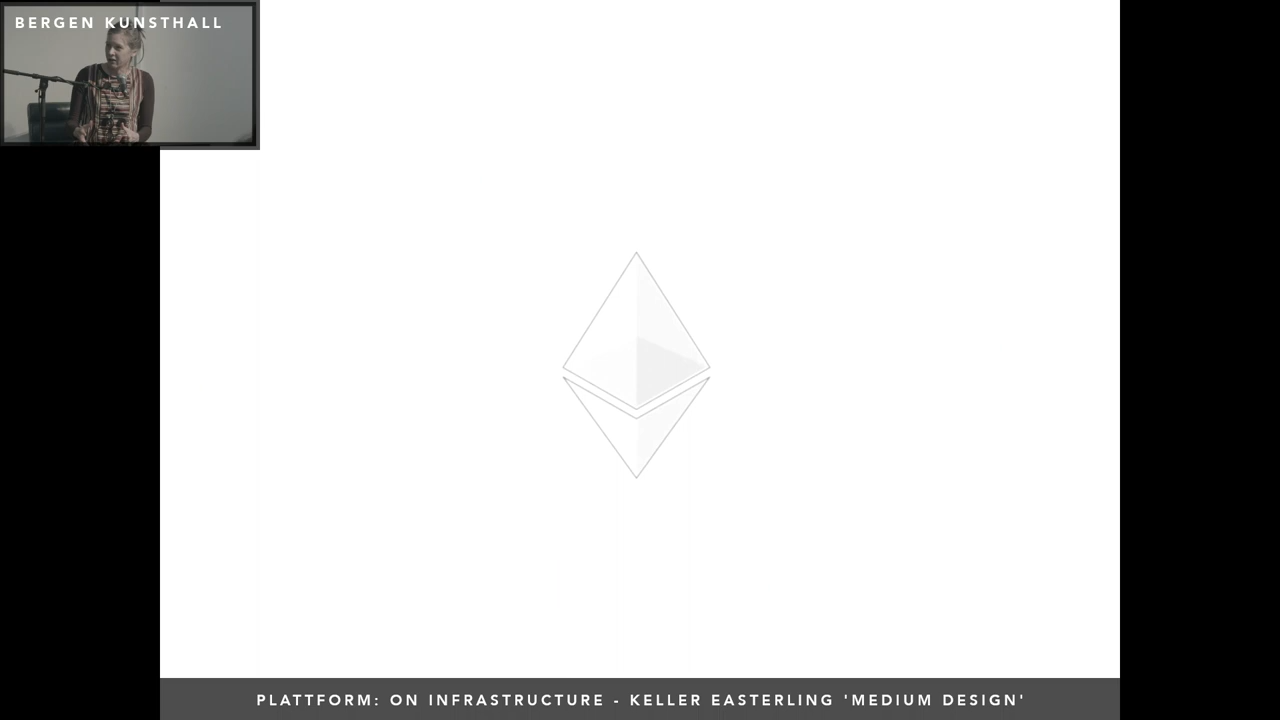 BERGEN KUNSTHALL
PLATTFORM: ON INFRASTRUCTURE - KELLER EASTERLING 'MEDIUM DESIGN'